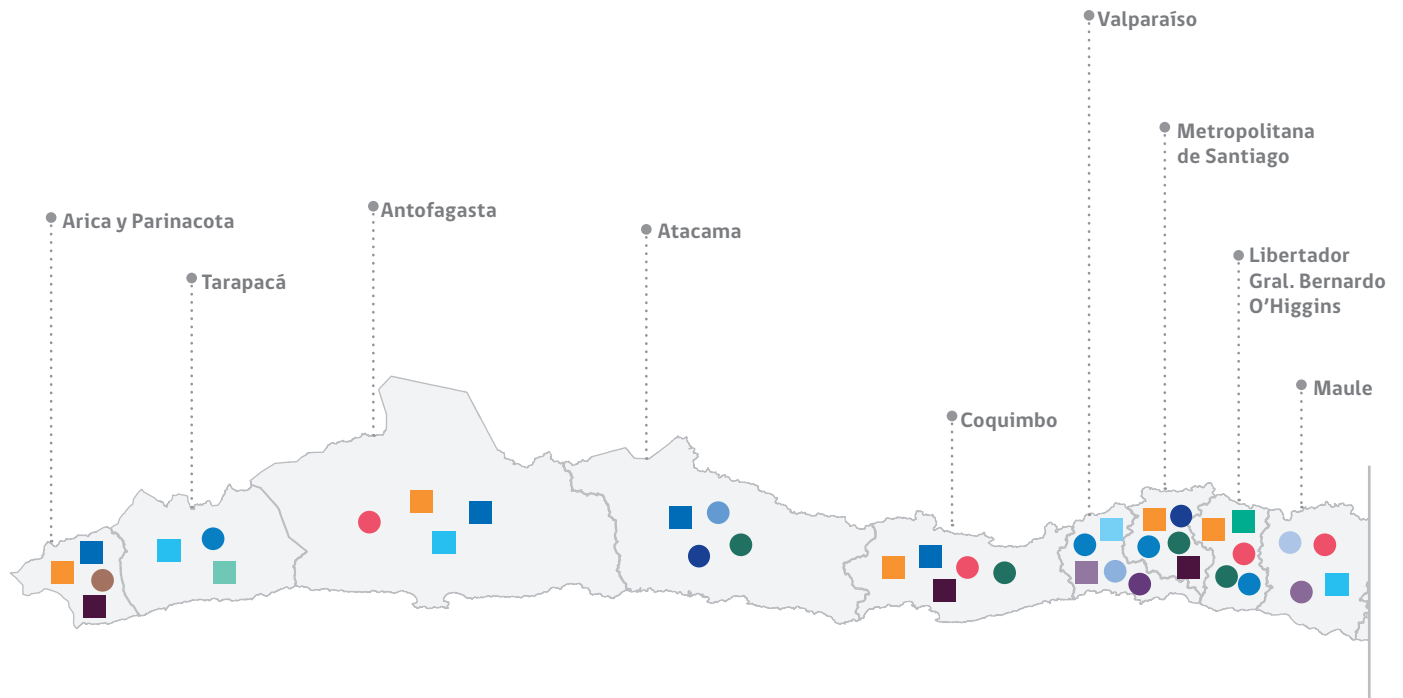 Valparaíso
Metropolitana
de Santiago
Arica y Parinacota
Antofagasta
Atacama
Tarapacá
Libertador
Gral. Bernardo
O’Higgins
Maule
Coquimbo